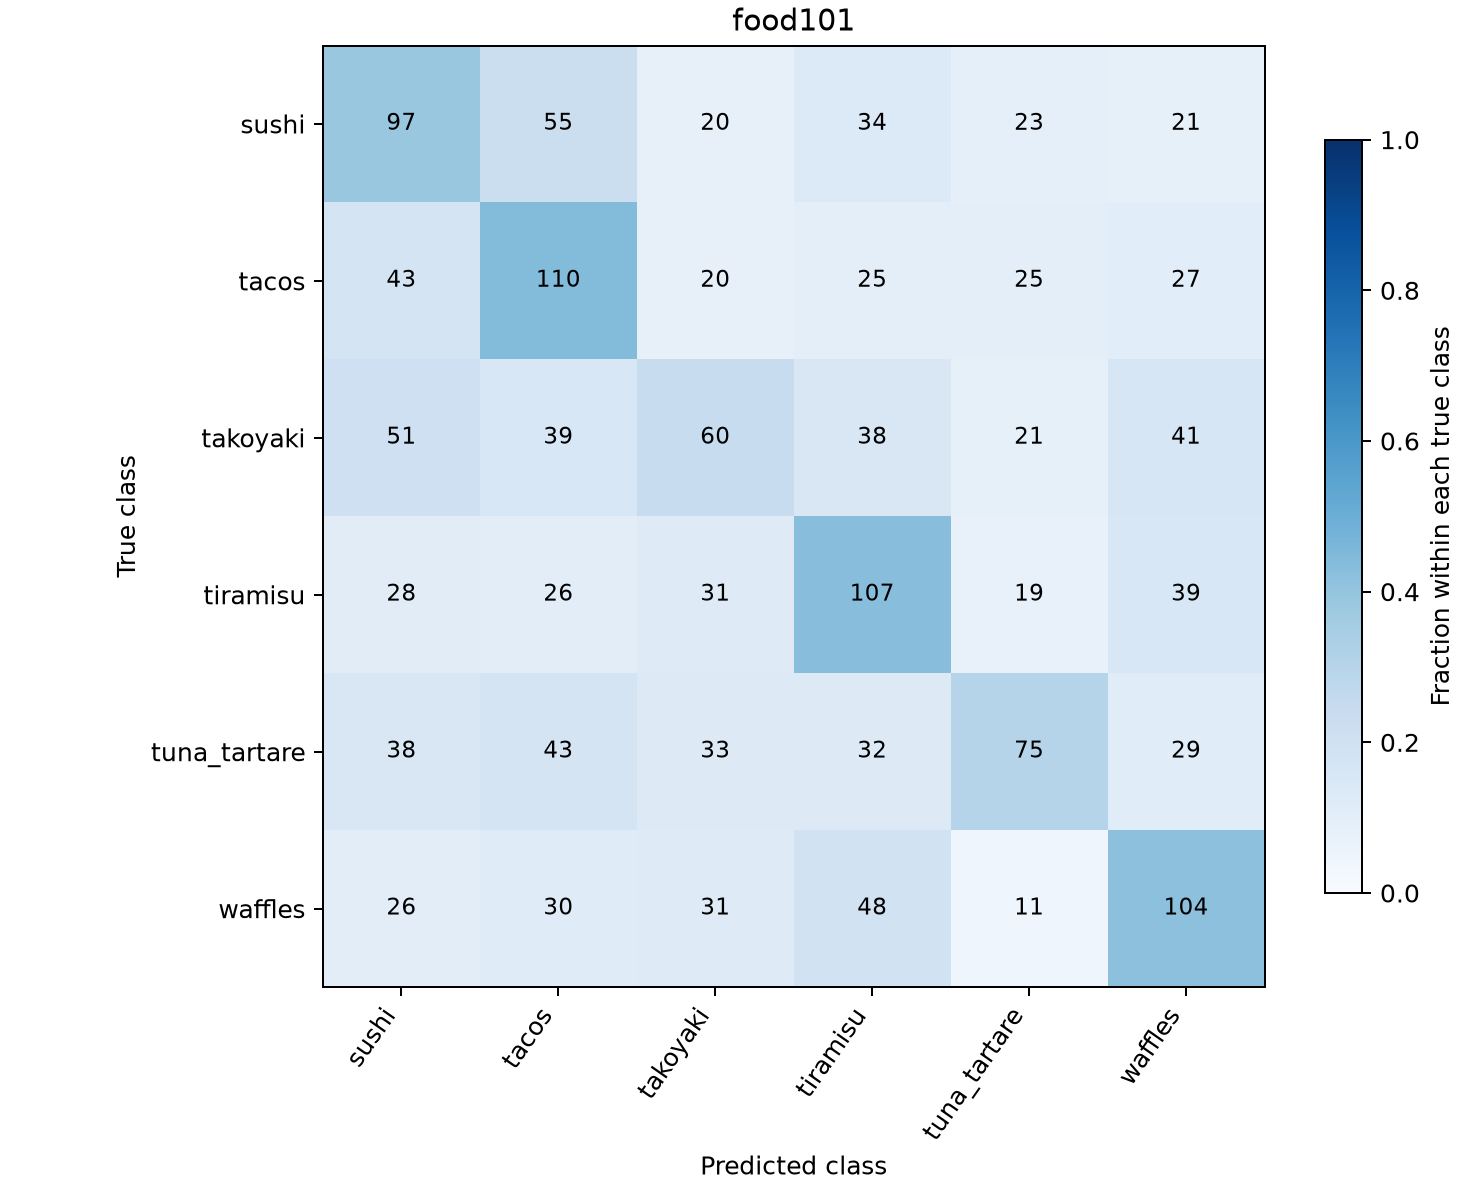 food101
sushi 97 55 20 34 23 21
tacos 43 110 20 25 25 27
takoyaki 51 39 60 38 21 41
tiramisu 28 26 31 107 19 39
tuna_tartare 38 43 33 32 75 29
waffles 26 30 31 48 11 104
True class
sushi tacos takoyaki tiramisu tuna_tartare waffles
Predicted class
1.0
0.8
0.6
0.4
0.2
0.0
Fraction within each true class